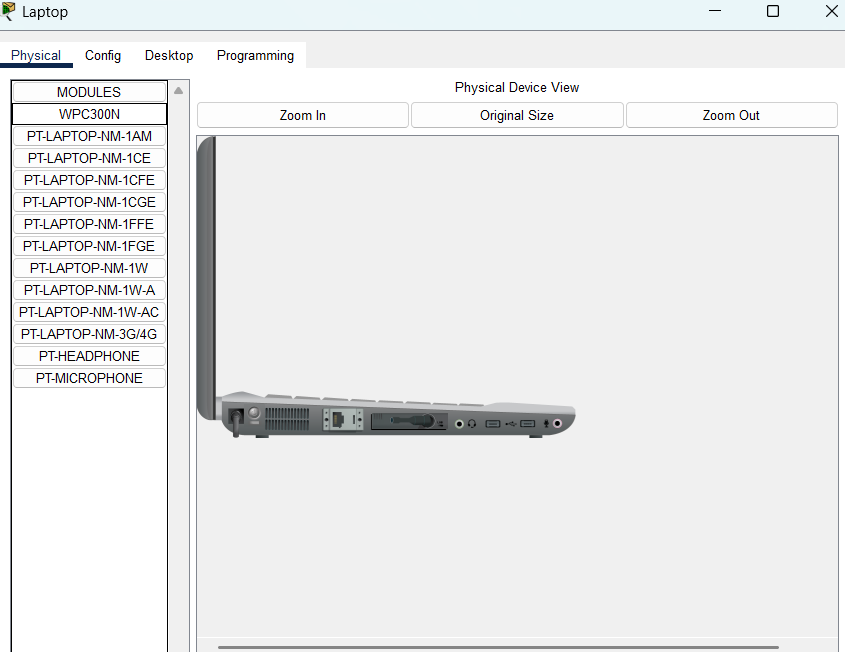 Laptop
Physical Config Desktop Programming
MODULES
WPC300N
PT-LAPTOP-NM-1AM
PT-LAPTOP-NM-1CE
PT-LAPTOP-NM-1CFE
PT-LAPTOP-NM-1CGE
PT-LAPTOP-NM-1FFE
PT-LAPTOP-NM-1FGE
PT-LAPTOP-NM-1W
PT-LAPTOP-NM-1W-A
PT-LAPTOP-NM-1W-AC
PT-LAPTOP-NM-3G/4G
PT-HEADPHONE
PT-MICROPHONE
Physical Device View
Zoom In Original Size Zoom Out